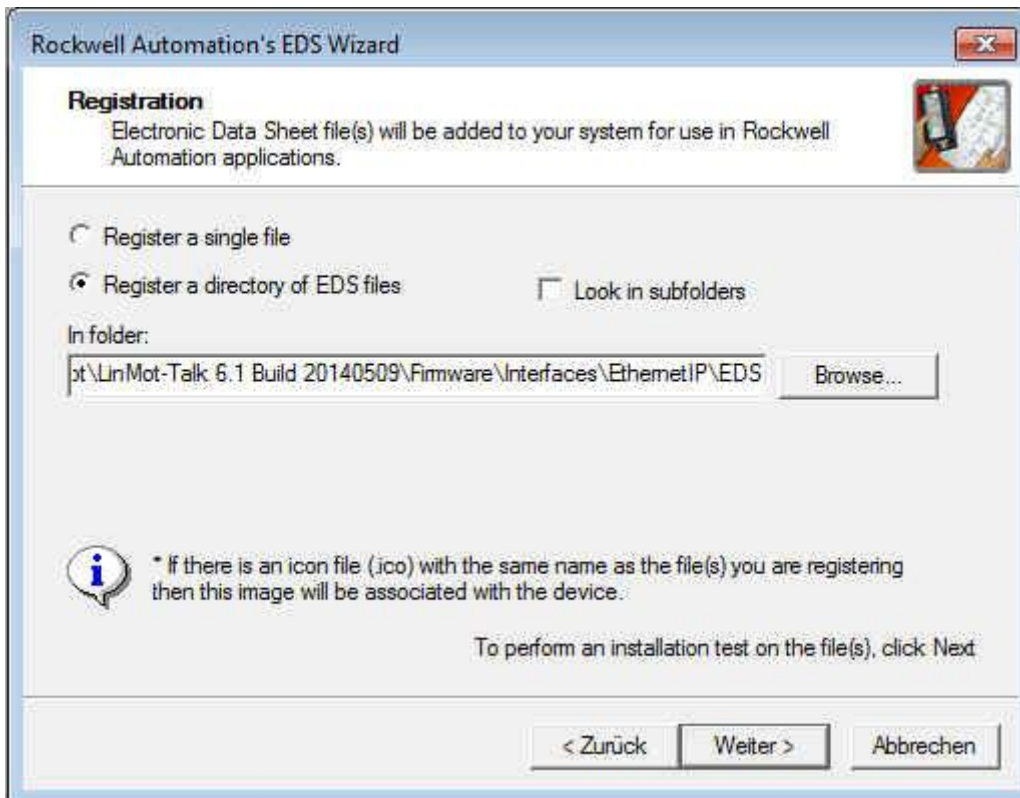 Rockwell Automation's EDS Wizard
Registration
Electronic Data Sheet file(s) will be added to your system for use in Rockwell
Automation applications.
Register a single file
Register a directory of EDS files
Look in subfolders
In folder:
ot\LinMot-Talk 6.1 Build 20140509\Firmware\Interfaces\EthernetIP\EDS
Browse...
* If there is an icon file (.ico) with the same name as the file(s) you are registering
then this image will be associated with the device.
To perform an installation test on the file(s), click Next
< Zurück
Weiter >
Abbrechen